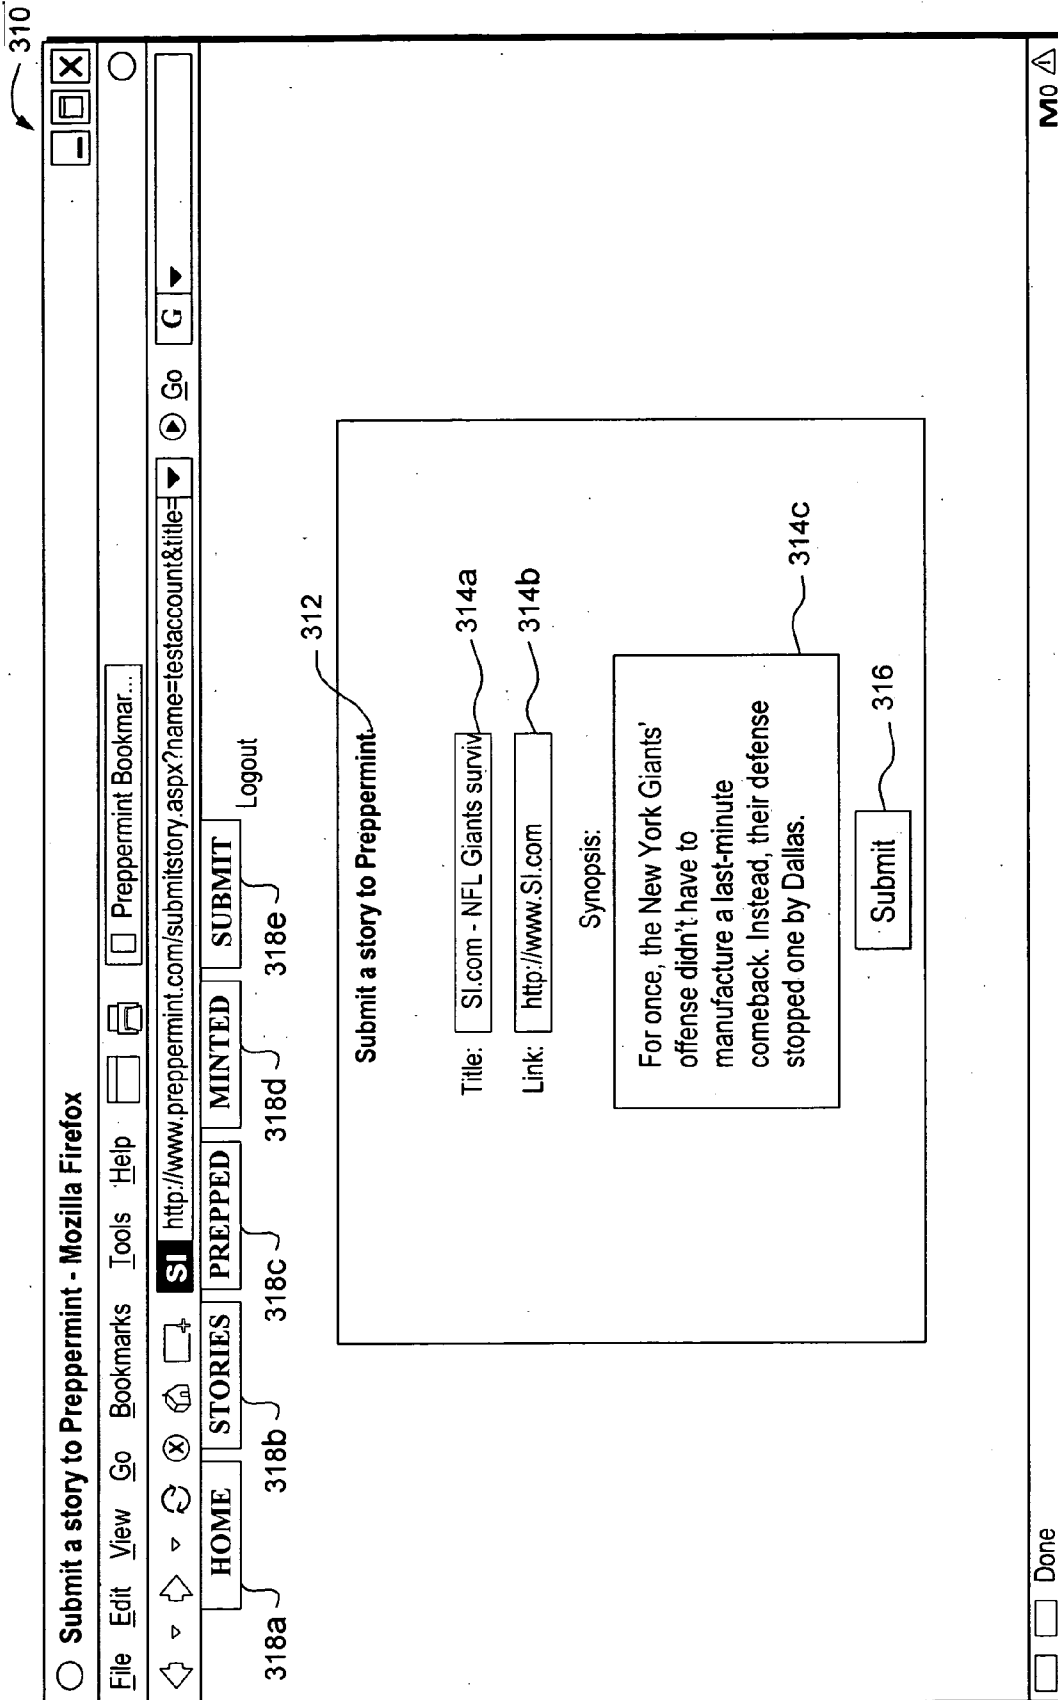 310
Submit a story to Preppermint - Mozilla Firefox
File Edit View Go Bookmarks Tools Help Preppermint Bookmar...
SI http://www.preppermint.com/submitstory.aspx?name=testaccount&title= Go G
HOME STORIES PREPPED MINTED SUBMIT
Logout
318a 318b 318c 318d 318e
312
Submit a story to Preppermint.
Title: SI.com - NFL Giants surviv 314a
Link: http://www.SI.com 314b
Synopsis:
For once, the New York Giants'
offense didn't have to
manufacture a last-minute
comeback. Instead, their defense
stopped one by Dallas.
314c
Submit 316
Done M0